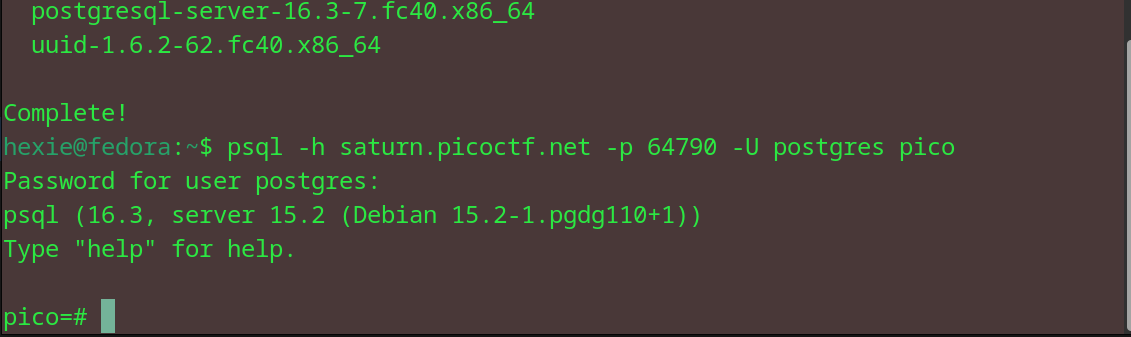 postgresql-server-16.3-7.fc40.x86_64
uuid-1.6.2-62.fc40.x86_64
Complete!
hexie@fedora:~$ psql -h saturn.picoctf.net -p 64790 -U postgres pico
Password for user postgres:
psql (16.3, server 15.2 (Debian 15.2-1.pgdg110+1))
Type "help" for help.
pico=#